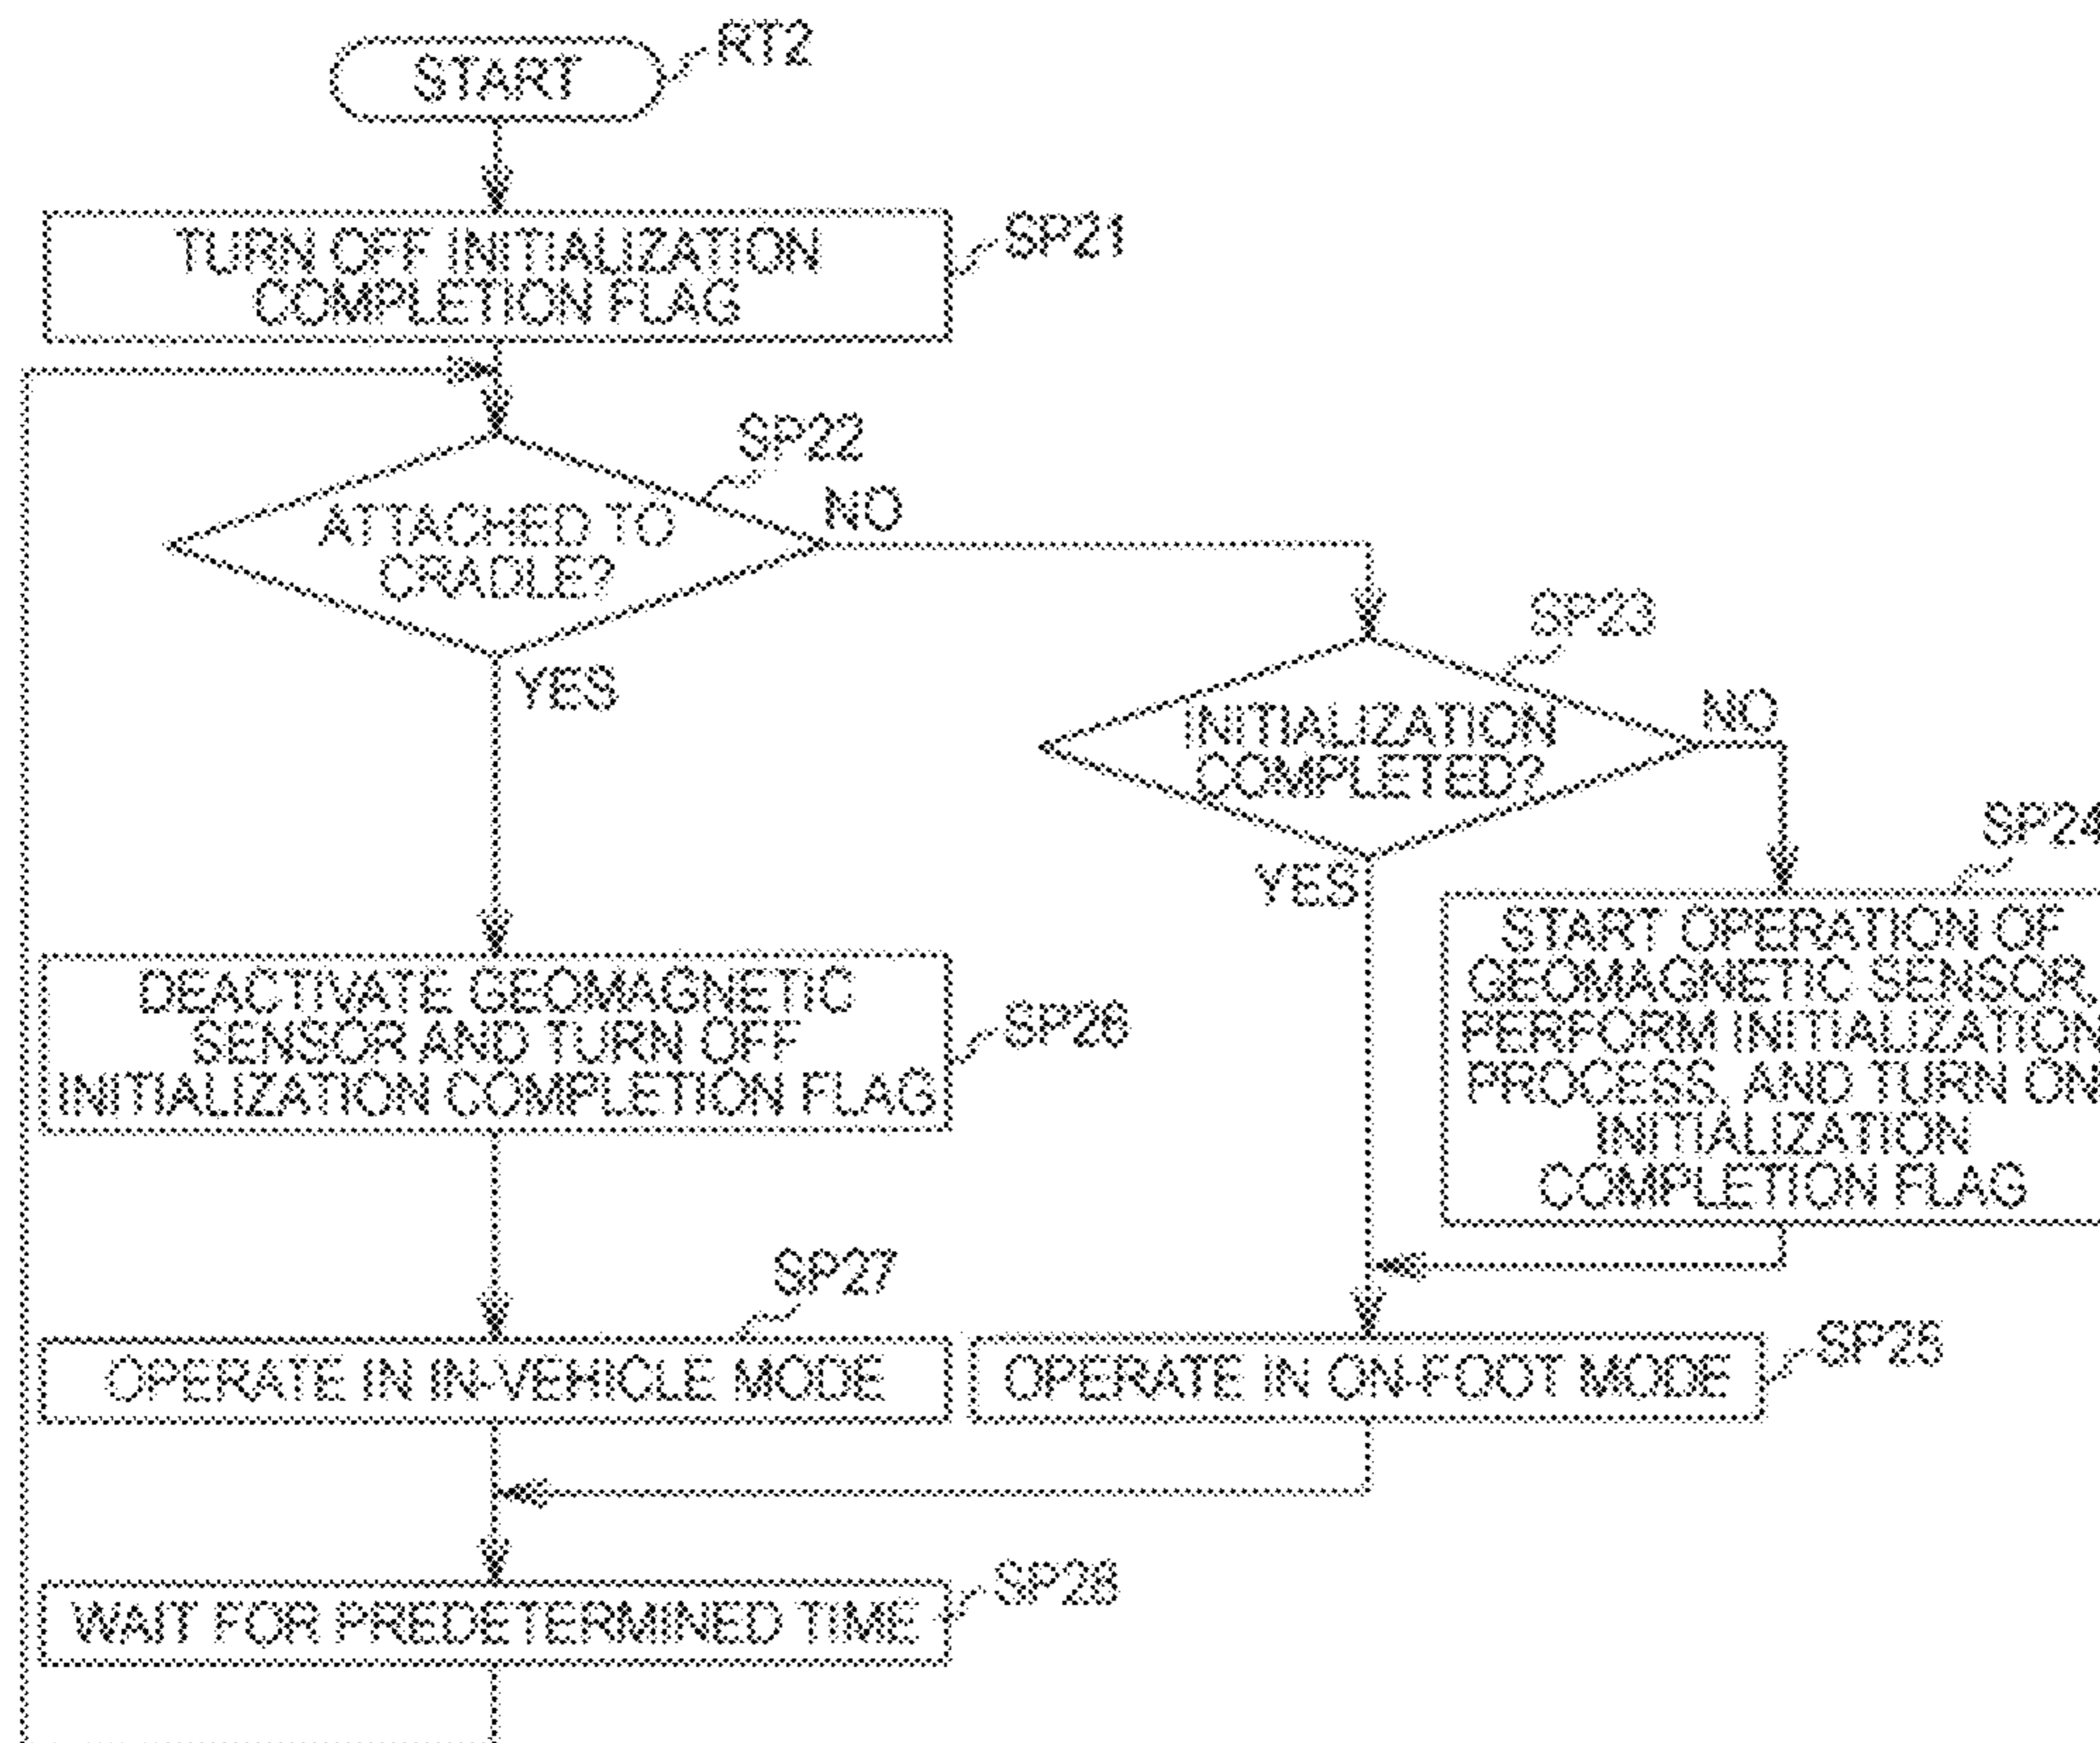 START
RT2
TURN OFF INITIALIZATION
COMPLETION FLAG
SP21
SP22
ATTACHED TO
CRADLE?
NO
YES
SP23
INITIALIZATION
COMPLETED?
NO
YES
SP24
START OPERATION OF
GEOMAGNETIC SENSOR,
PERFORM INITIALIZATION
PROCESS, AND TURN ON
INITIALIZATION
COMPLETION FLAG
DEACTIVATE GEOMAGNETIC
SENSOR AND TURN OFF
INITIALIZATION COMPLETION FLAG
SP26
SP27
OPERATE IN IN-VEHICLE MODE
OPERATE IN ON-FOOT MODE
SP25
WAIT FOR PREDETERMINED TIME
SP28